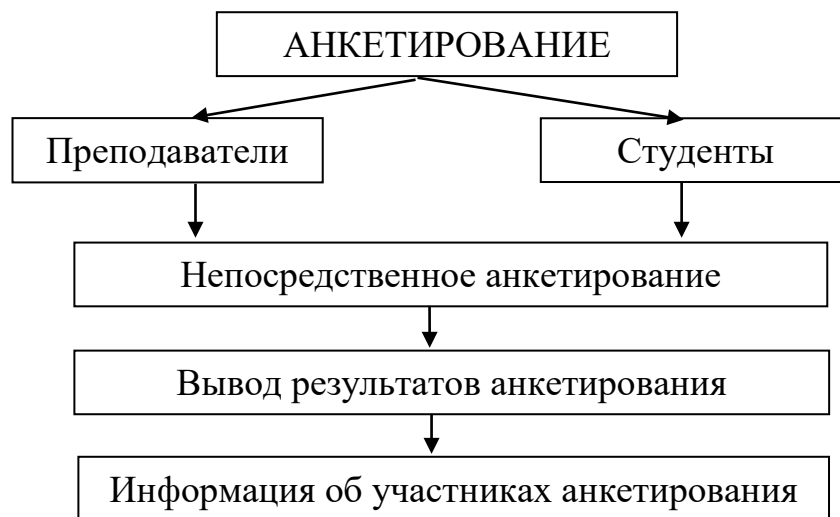 АНКЕТИРОВАНИЕ
Преподаватели
Студенты
Непосредственное анкетирование
Вывод результатов анкетирования
Информация об участниках анкетирования